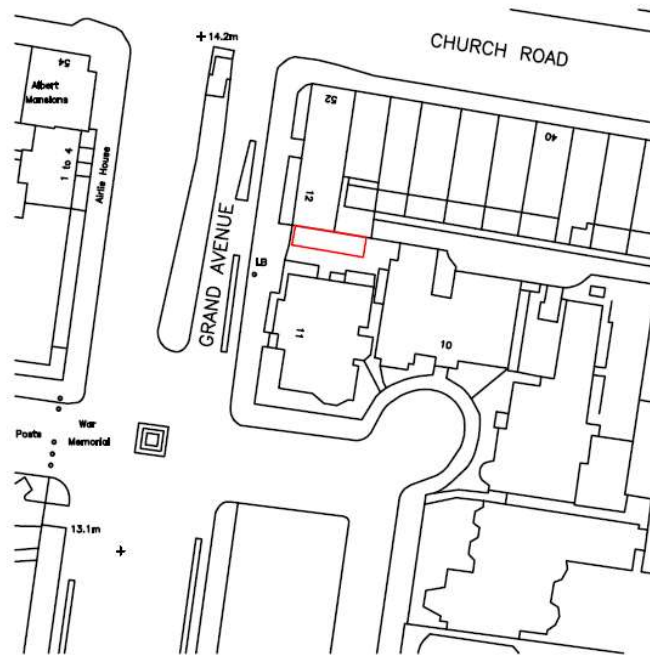 CHURCH ROAD
14.2m
54
Albert
Mansions
52
40
1 to 4
Airlie House
12
GRAND AVENUE
LB
11
10
War
Memorial
Posts
13.1m